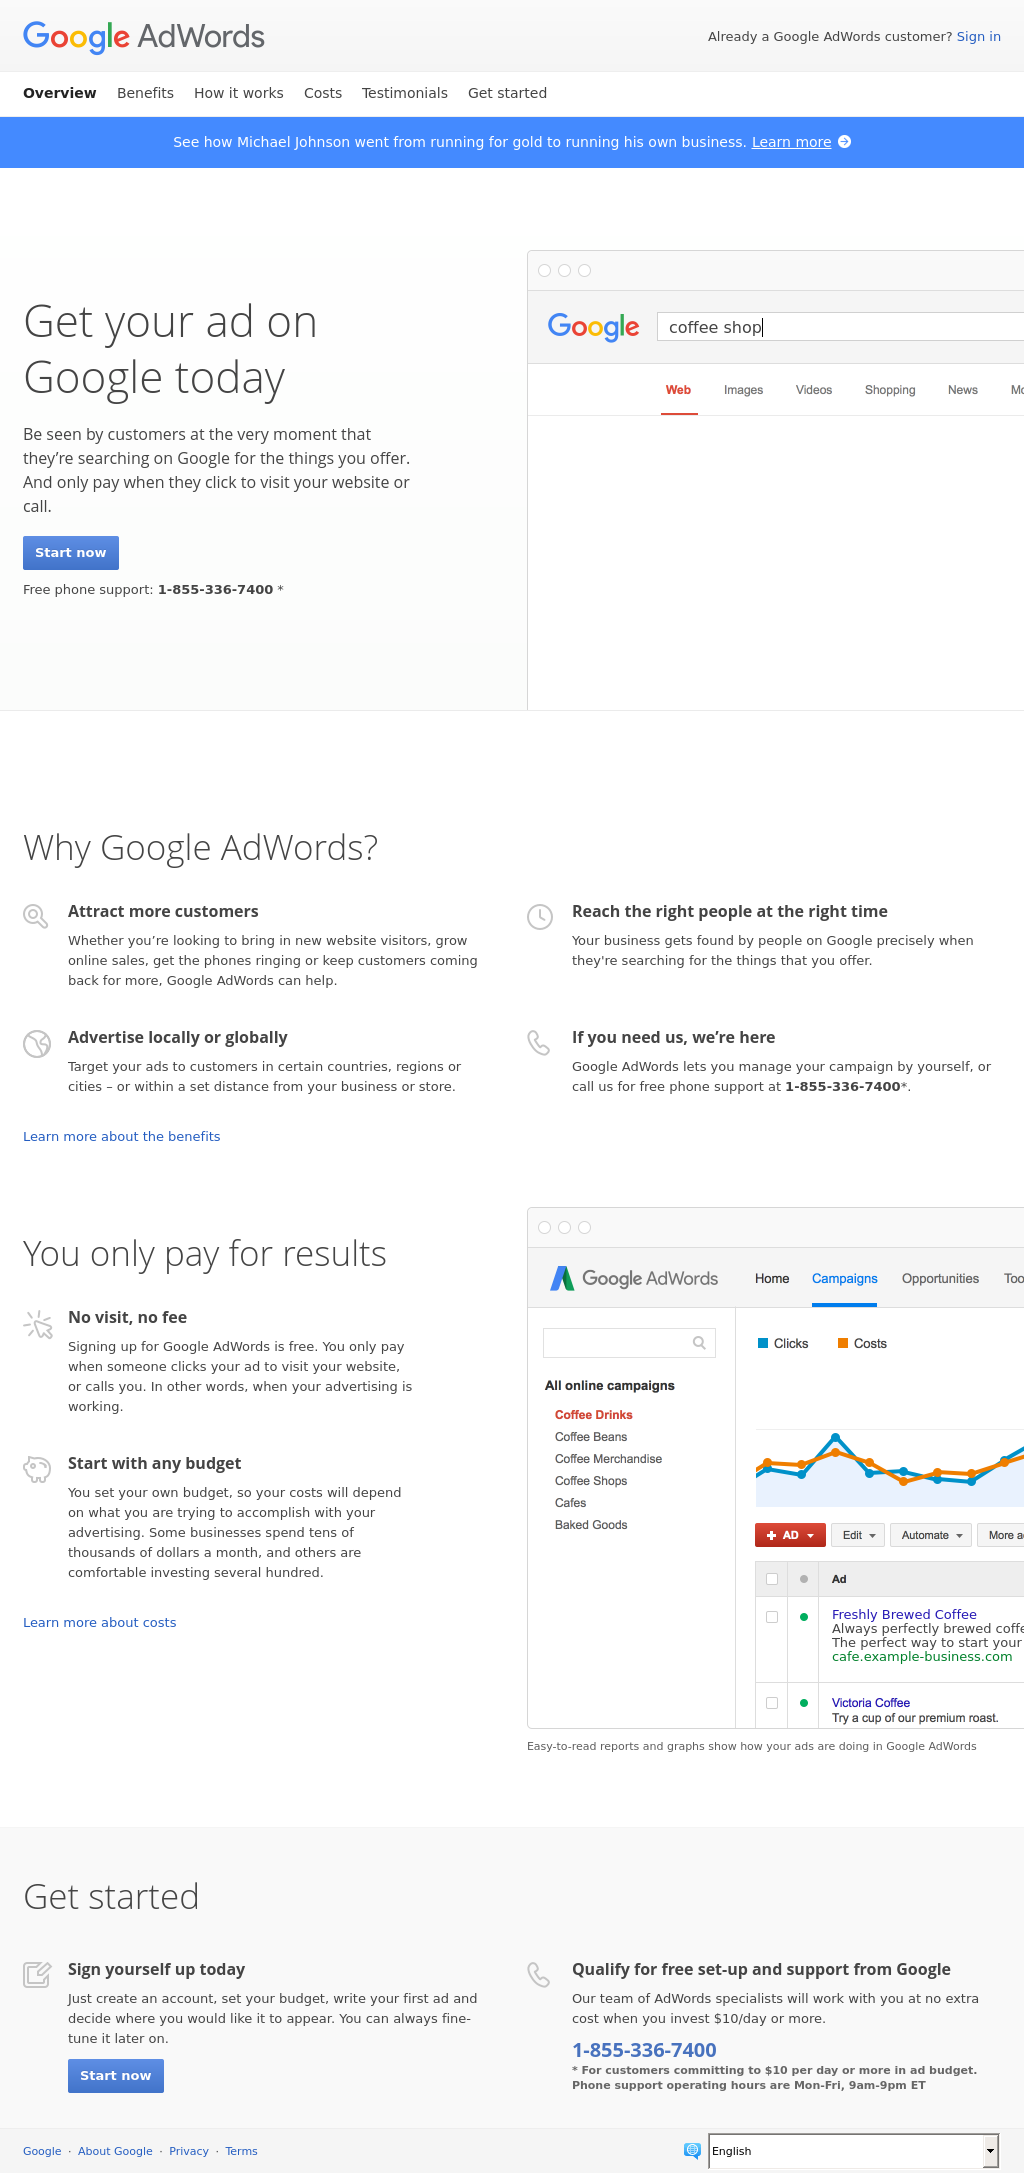 Google AdWords
Already a Google AdWords customer? Sign in
Overview Benefits How it works Costs Testimonials Get started
See how Michael Johnson went from running for gold to running his own business. Learn more
Get your ad on
Google today
Be seen by customers at the very moment that
they’re searching on Google for the things you offer.
And only pay when they click to visit your website or
call.
Start now
Free phone support: 1-855-336-7400 *
Google coffee shop
Web Images Videos Shopping News Mo
Why Google AdWords?
Attract more customers
Whether you’re looking to bring in new website visitors, grow
online sales, get the phones ringing or keep customers coming
back for more, Google AdWords can help.
Reach the right people at the right time
Your business gets found by people on Google precisely when
they're searching for the things that you offer.
Advertise locally or globally
Target your ads to customers in certain countries, regions or
cities – or within a set distance from your business or store.
If you need us, we’re here
Google AdWords lets you manage your campaign by yourself, or
call us for free phone support at 1-855-336-7400*.
Learn more about the benefits
You only pay for results
No visit, no fee
Signing up for Google AdWords is free. You only pay
when someone clicks your ad to visit your website,
or calls you. In other words, when your advertising is
working.
Start with any budget
You set your own budget, so your costs will depend
on what you are trying to accomplish with your
advertising. Some businesses spend tens of
thousands of dollars a month, and others are
comfortable investing several hundred.
Learn more about costs
Google AdWords Home Campaigns Opportunities Too
All online campaigns
Coffee Drinks
Coffee Beans
Coffee Merchandise
Coffee Shops
Cafes
Baked Goods
Clicks Costs
AD Edit Automate More a
Ad
Freshly Brewed Coffee
Always perfectly brewed coffe
The perfect way to start your
cafe.example-business.com
Victoria Coffee
Try a cup of our premium roast.
Easy-to-read reports and graphs show how your ads are doing in Google AdWords
Get started
Sign yourself up today
Just create an account, set your budget, write your first ad and
decide where you would like it to appear. You can always fine-
tune it later on.
Start now
Qualify for free set-up and support from Google
Our team of AdWords specialists will work with you at no extra
cost when you invest $10/day or more.
1-855-336-7400
* For customers committing to $10 per day or more in ad budget.
Phone support operating hours are Mon-Fri, 9am-9pm ET
Google · About Google · Privacy · Terms
English